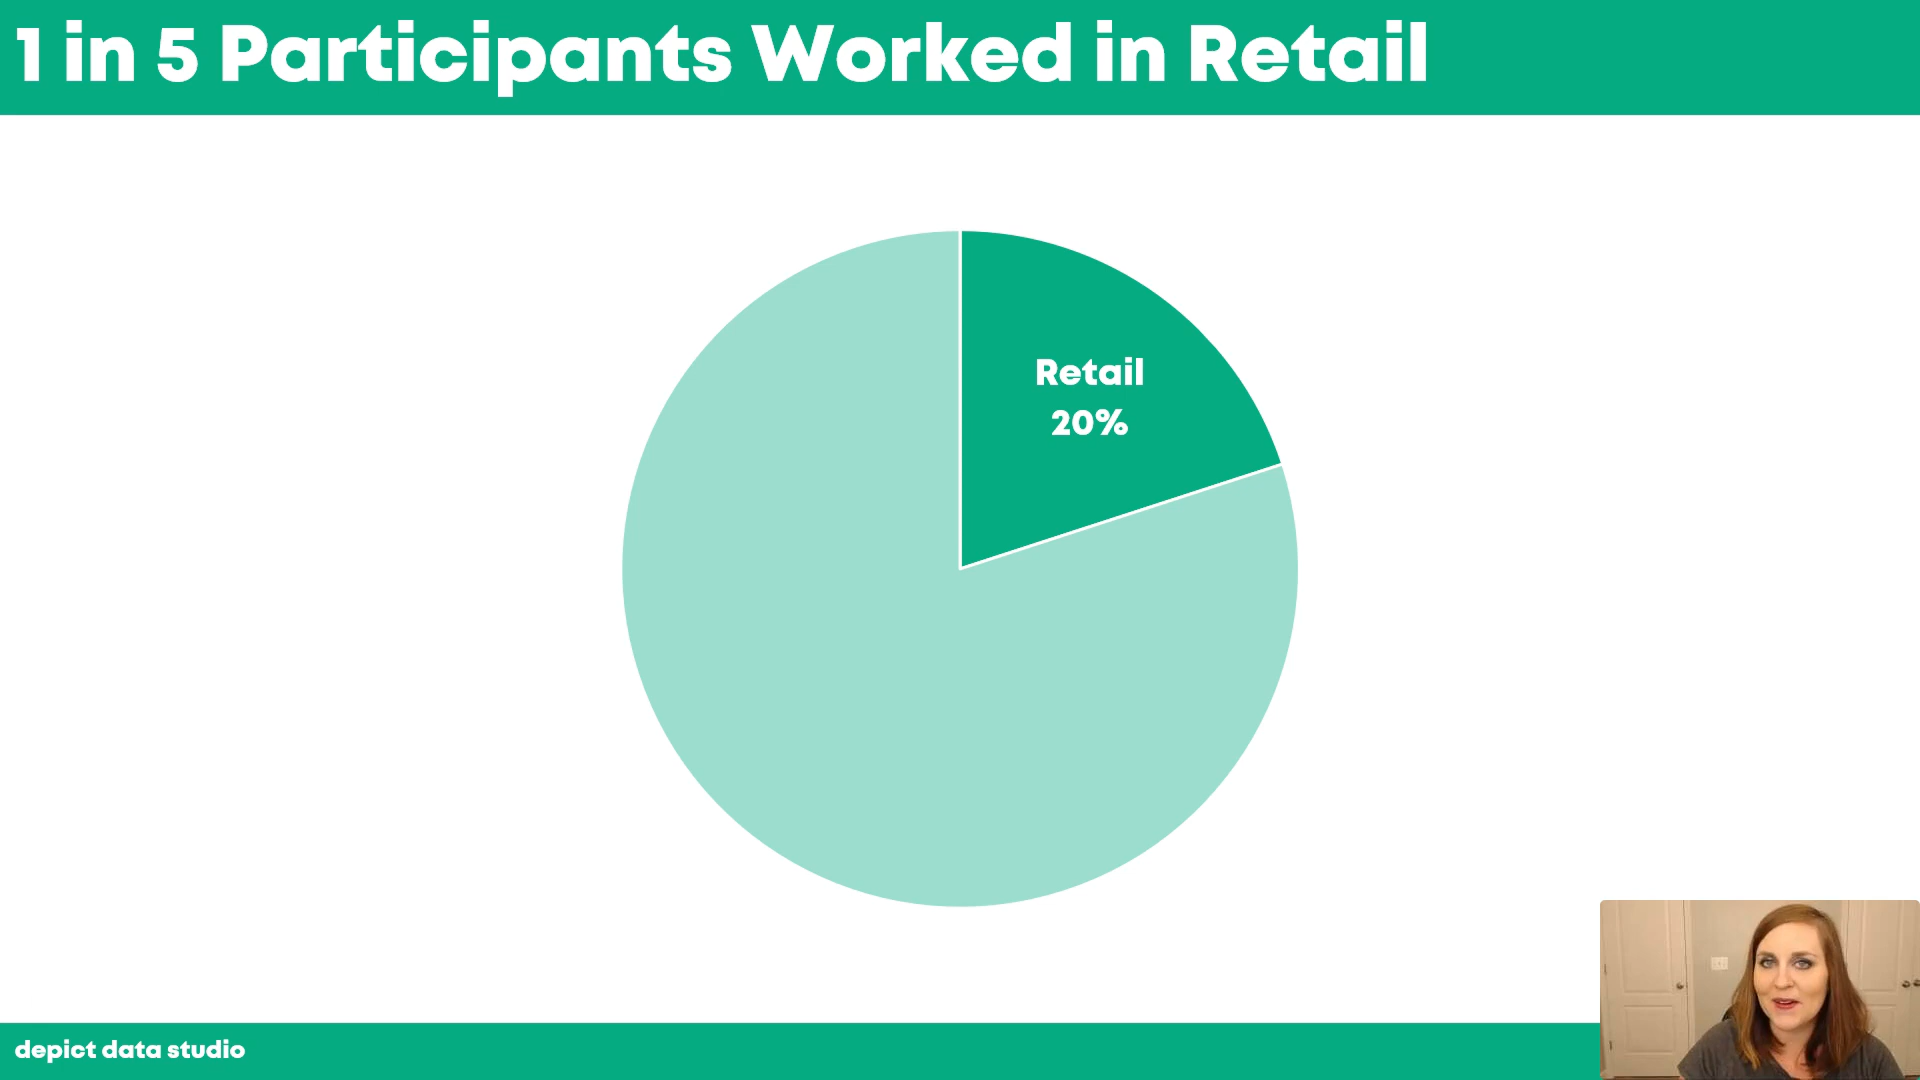 1 in 5 Participants Worked in Retail
Retail
20%
depict data studio